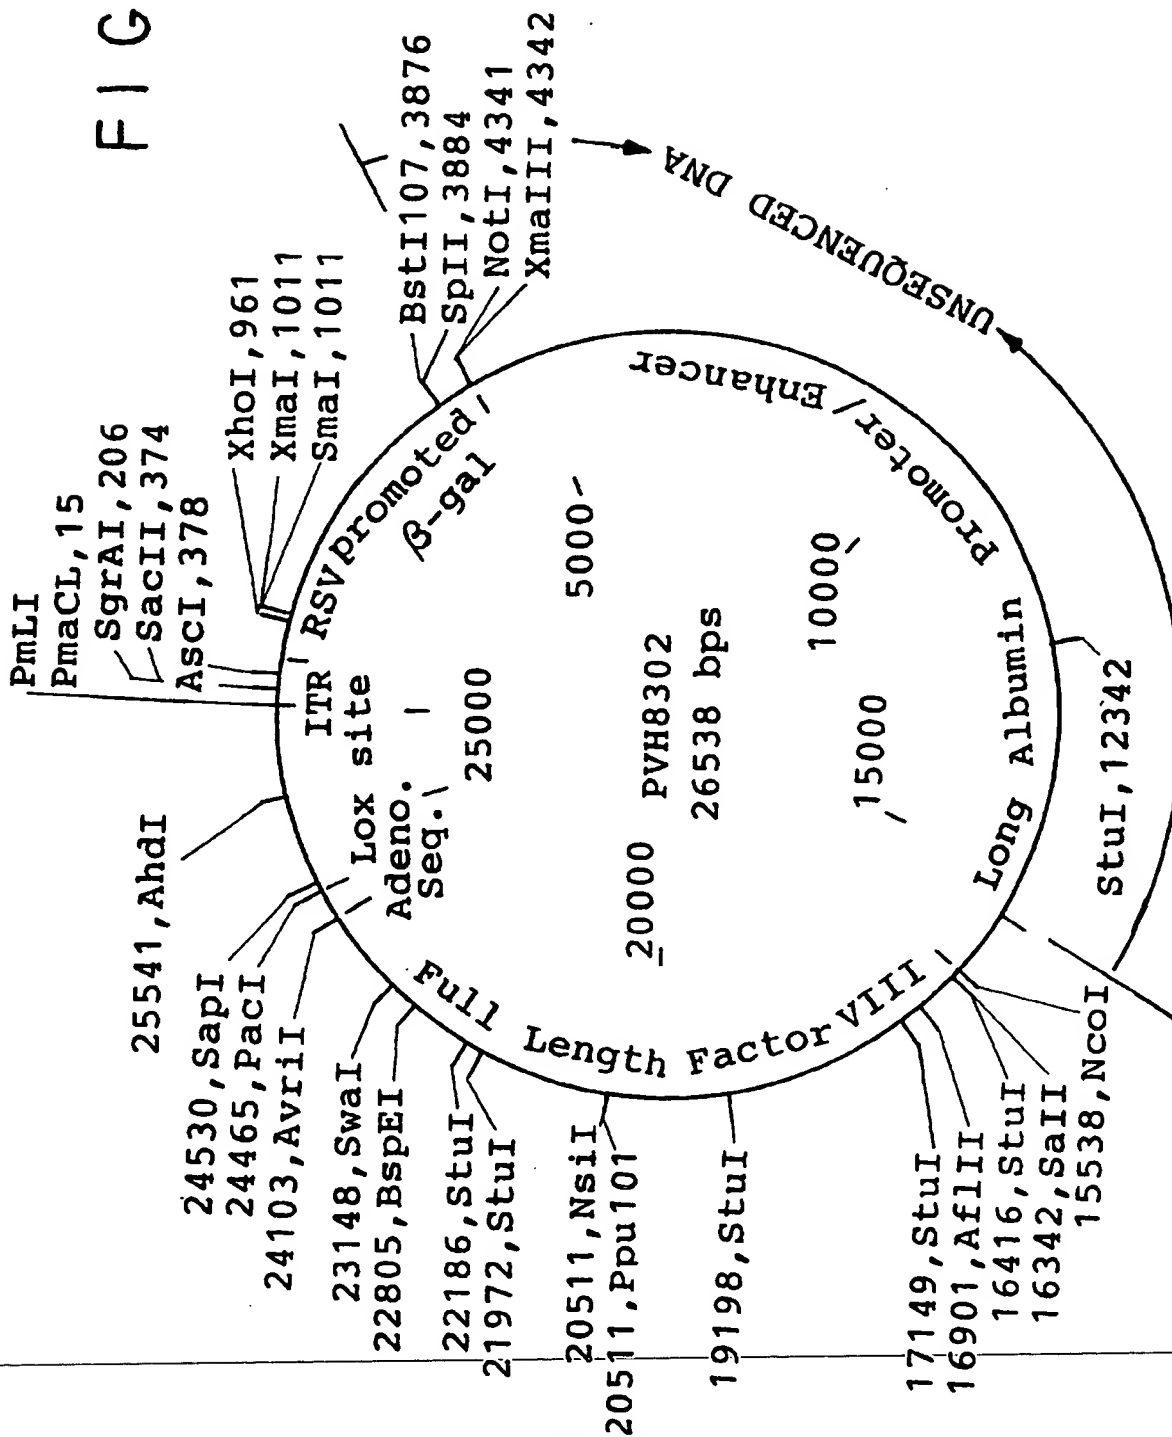 FIG
PmLI
PmaCL,15
SgrAI,206
SacII,374
AscI,378
XhoI,961
XmaI,1011
SmaI,1011
BstI107,3876
SpII,3884
NotI,4341
XmaIII,4342
UNSEQUENCED DNA
StuI,12342
15538,NcoI
16342,SalI
16416,StuI
16901,AflII
17149,StuI
19198,StuI
20511,Ppu101
20511,NsiI
21972,StuI
22186,StuI
22805,BspEI
23148,SwaI
24103,AvriI
24465,PacI
24530,SapI
25541,AhdI
ITR
RSVpromoted
β-gal
Long Albumin Promoter/Enhancer
Full Length Factor VIII
Adeno.
Seq.
Lox site
5000
10000
15000
20000
25000
PVH8302
26538 bps